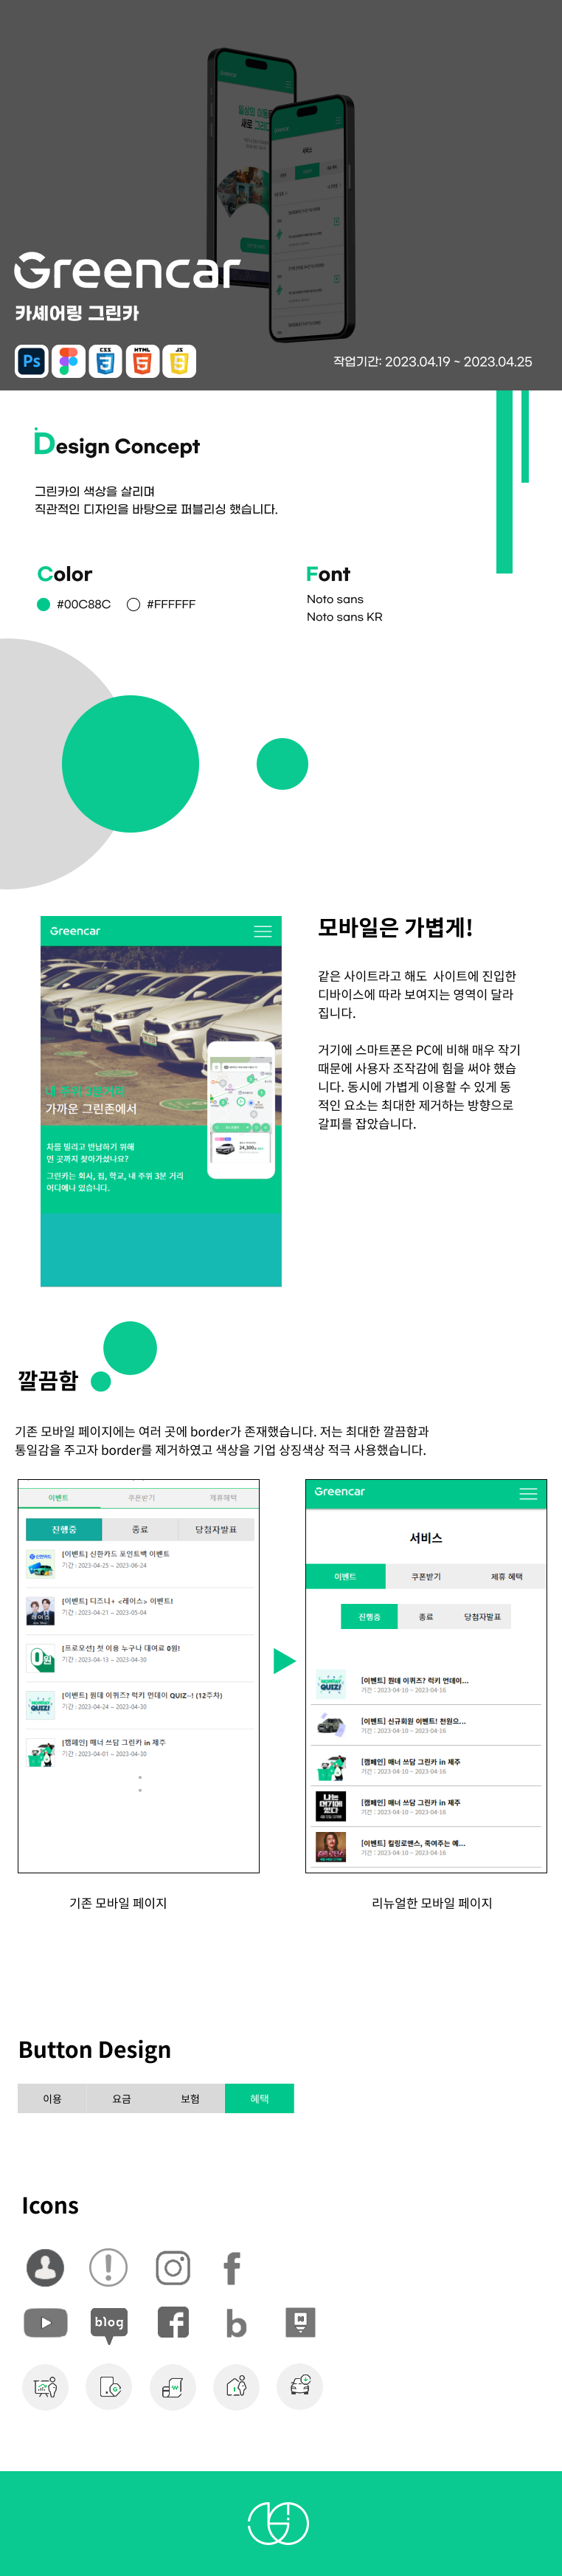 Greencar
일상의 이동을
새로 그리다
Greencar
서비스
Greencar
카셰어링 그린카
Ps
CSS
3
HTML
5
JS
5
작업기간: 2023.04.19 ~ 2023.04.25
Design Concept
그린카의 색상을 살리며
직관적인 디자인을 바탕으로 퍼블리싱 했습니다.
Color
Font
#00C88C
#FFFFFF
Noto sans
Noto sans KR
Greencar
모바일은 가볍게!
같은 사이트라고 해도 사이트에 진입한
디바이스에 따라 보여지는 영역이 달라
집니다.
거기에 스마트폰은 PC에 비해 매우 작기
때문에 사용자 조작감에 힘을 써야 했습
니다. 동시에 가볍게 이용할 수 있게 동
적인 요소는 최대한 제거하는 방향으로
갈피를 잡았습니다.
내 주위 3분거리
가까운 그린존에서
차를 빌리고 반납하기 위해
먼 곳까지 찾아가셨나요?
그린카는 회사, 집, 학교, 내 주위 3분 거리
어디에나 있습니다.
깔끔함
기존 모바일 페이지에는 여러 곳에 border가 존재했습니다. 저는 최대한 깔끔함과
통일감을 주고자 border를 제거하였고 색상을 기업 상징색상 적극 사용했습니다.
이벤트
쿠폰받기
제휴혜택
진행중
종료
당첨자발표
[이벤트] 신한카드 포인트백 이벤트
기간 : 2023-04-25 ~ 2023-06-24
[이벤트] 디즈니+ <레이스> 이벤트!
기간 : 2023-04-21 ~ 2023-05-04
[프로모션] 첫 이용 누구나 대여료 0원!
기간 : 2023-04-13 ~ 2023-04-30
[이벤트] 뭔데 이퀴즈? 럭키 먼데이 QUIZ~! (12주차)
기간 : 2023-04-24 ~ 2023-04-30
[캠페인] 매너 쓰담 그린카 in 제주
기간 : 2023-04-01 ~ 2023-04-30
Greencar
서비스
이벤트
쿠폰받기
제휴 혜택
진행중
종료
당첨자발표
[이벤트] 뭔데 이퀴즈? 럭키 먼데이...
기간 : 2023-04-10 ~ 2023-04-16
[이벤트] 신규회원 이벤트! 천원으...
기간 : 2023-04-10 ~ 2023-04-16
[캠페인] 매너 쓰담 그린카 in 제주
기간 : 2023-04-10 ~ 2023-04-16
[캠페인] 매너 쓰담 그린카 in 제주
기간 : 2023-04-10 ~ 2023-04-16
[이벤트] 킬링로맨스, 죽여주는 예...
기간 : 2023-04-10 ~ 2023-04-16
기존 모바일 페이지
리뉴얼한 모바일 페이지
Button Design
이용
요금
보험
혜택
Icons
blog